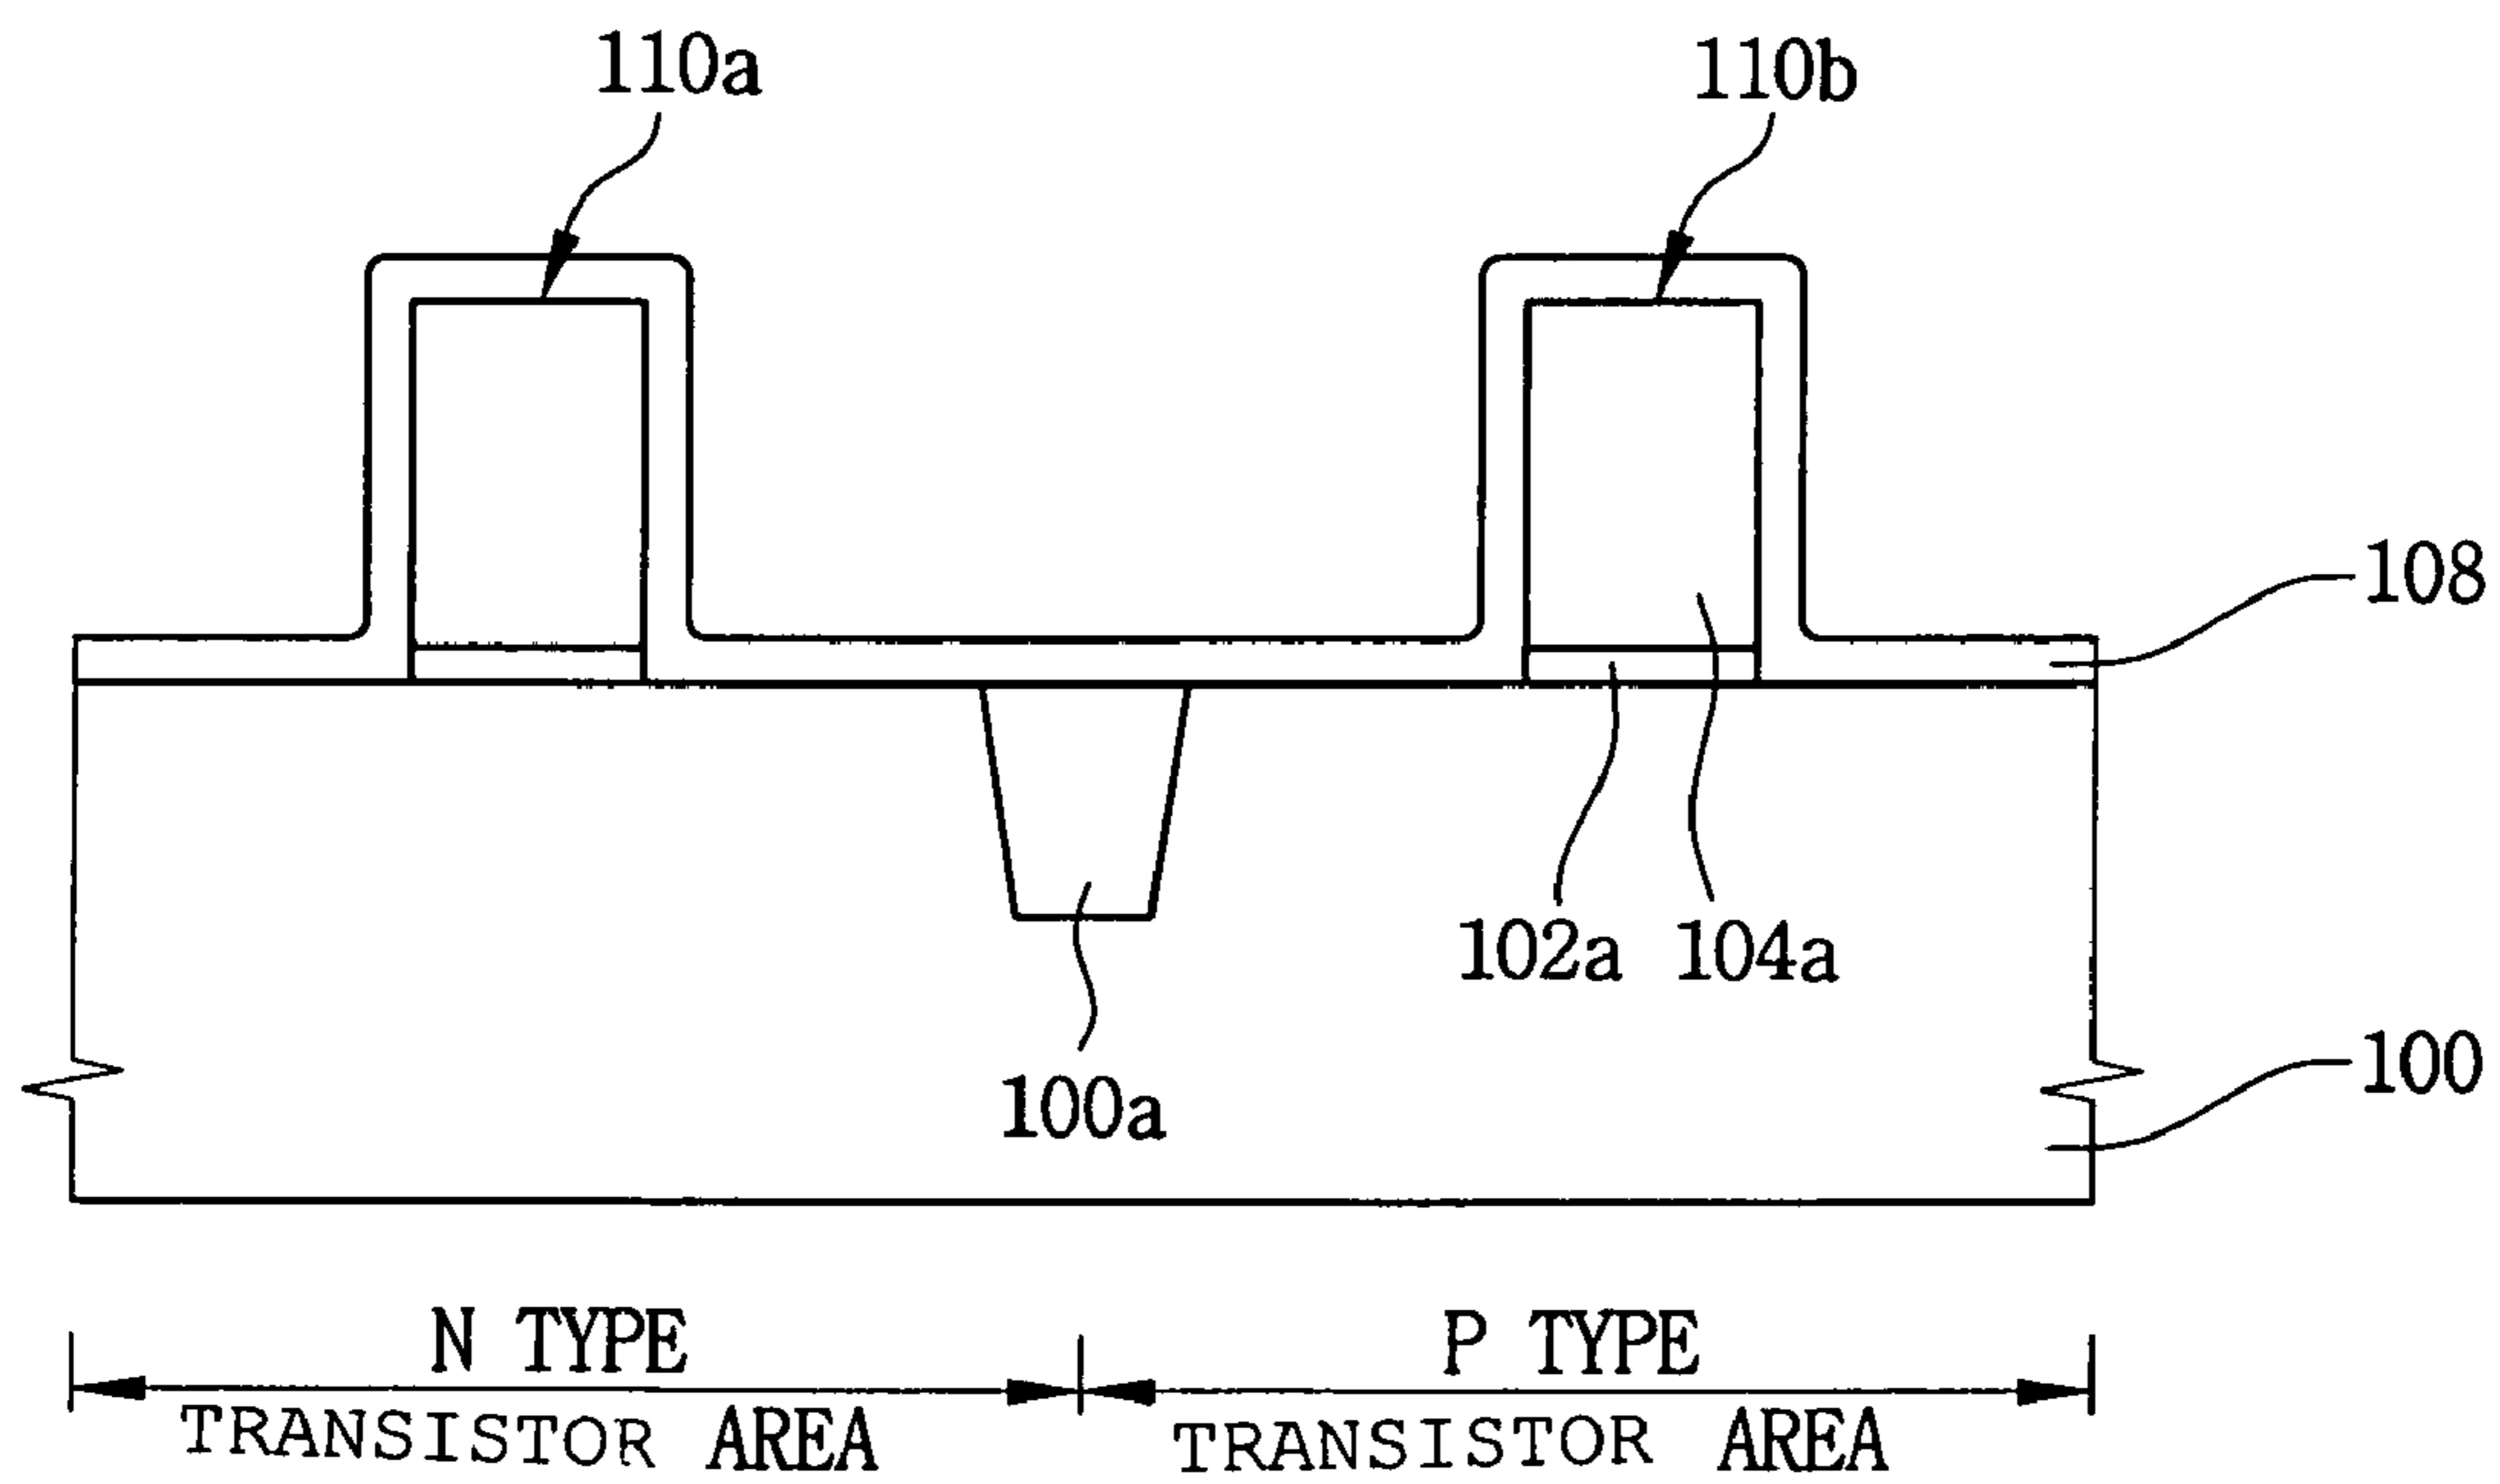 110a
110b
108
102a
104a
100a
100
N TYPE
TRANSISTOR AREA
P TYPE
TRANSISTOR AREA